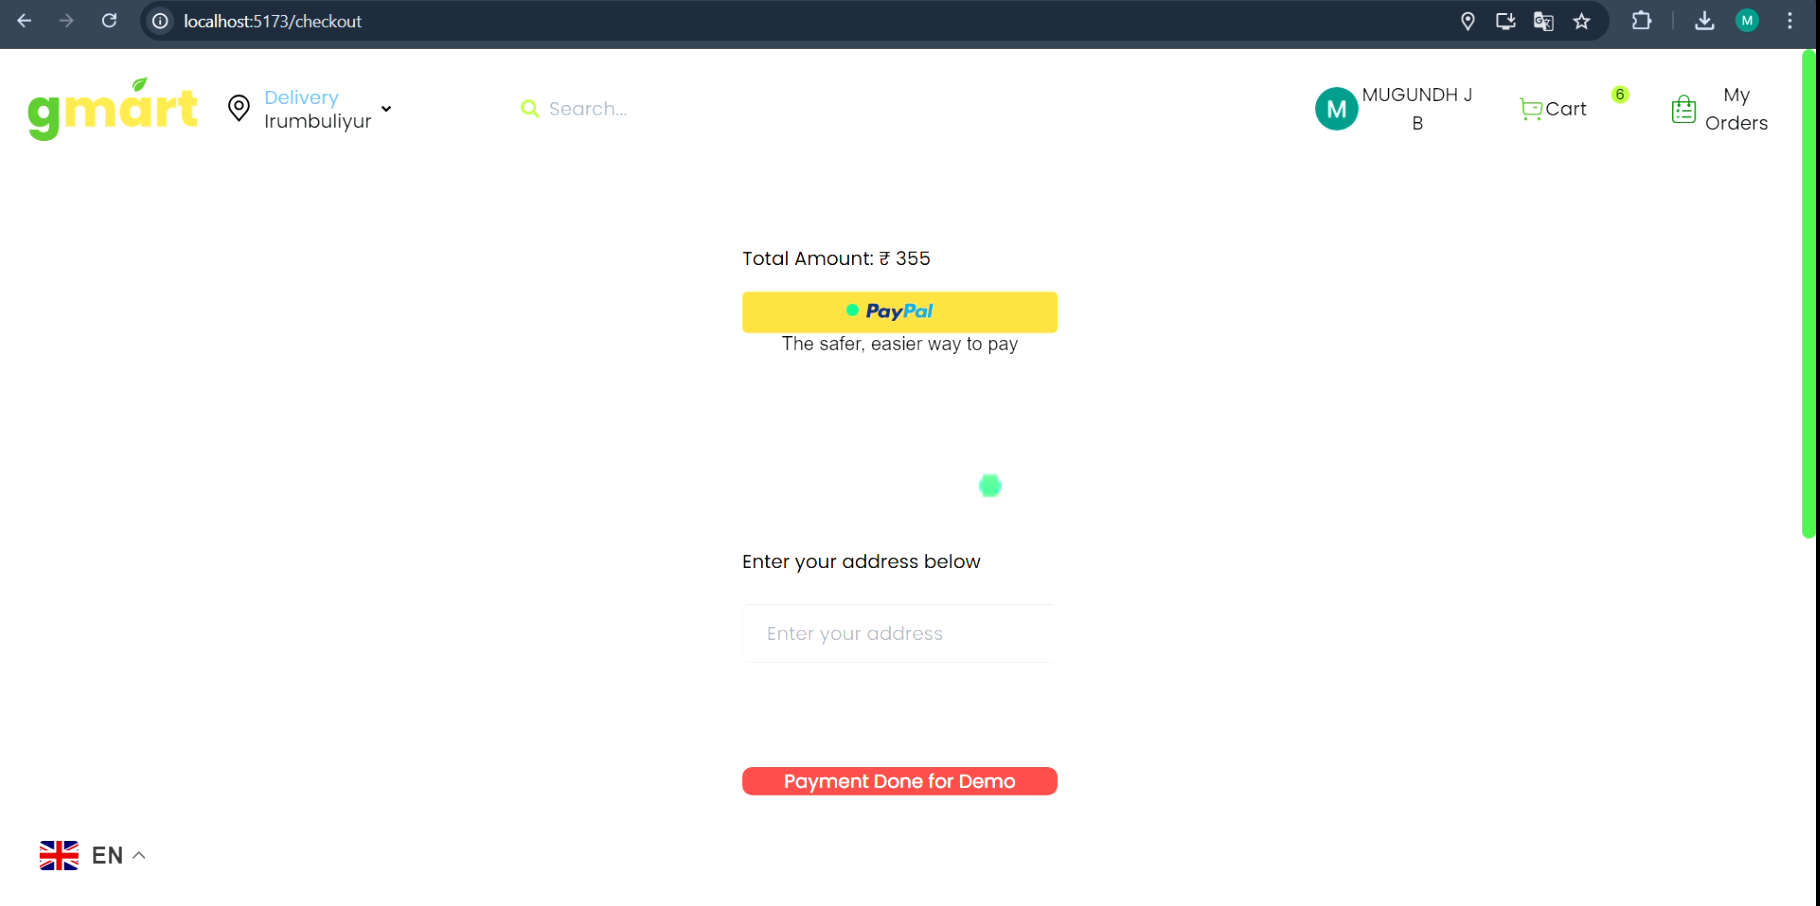 localhost:5173/checkout
M
gmart
Delivery
Irumbuliyur
Search...
M
MUGUNDH J
B
Cart
6
My
Orders
Total Amount: ₹ 355
PayPal
The safer, easier way to pay
Enter your address below
Enter your address
Payment Done for Demo
EN